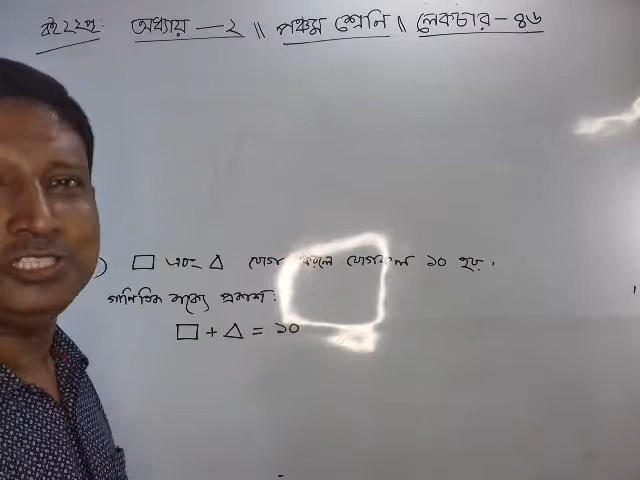 অধ্যায় — ২ ॥ পঞ্চম শ্রেণি ॥ লেকচার - ৪৬
) □ এবং △ যোগ করলে যোগফল ১০ হয়।
গাণিতিক বাক্যে প্রকাশ:
□ + △ = ১০